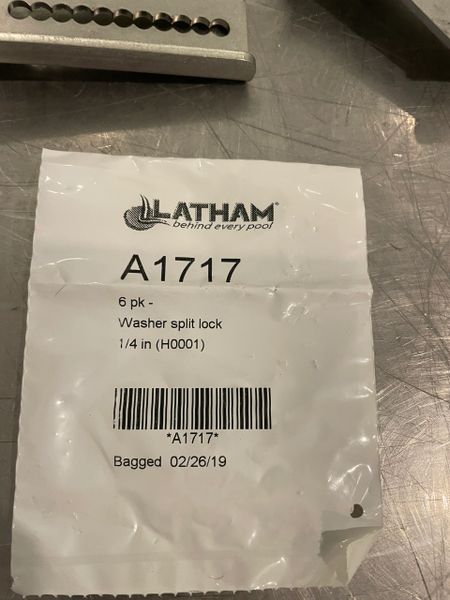 LATHAM®
behind every pool
A1717
6 pk -
Washer split lock
1/4 in (H0001)
*A1717*
Bagged 02/26/19